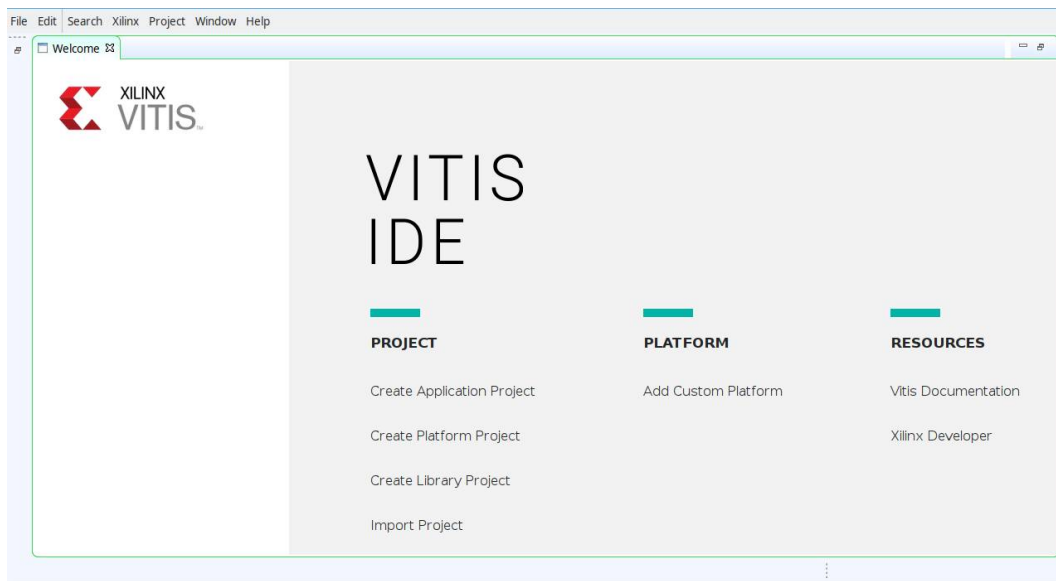 File Edit Search Xilinx Project Window Help
Welcome
XILINX
VITIS™
VITIS
IDE
PROJECT
Create Application Project
Create Platform Project
Create Library Project
Import Project
PLATFORM
Add Custom Platform
RESOURCES
Vitis Documentation
Xilinx Developer